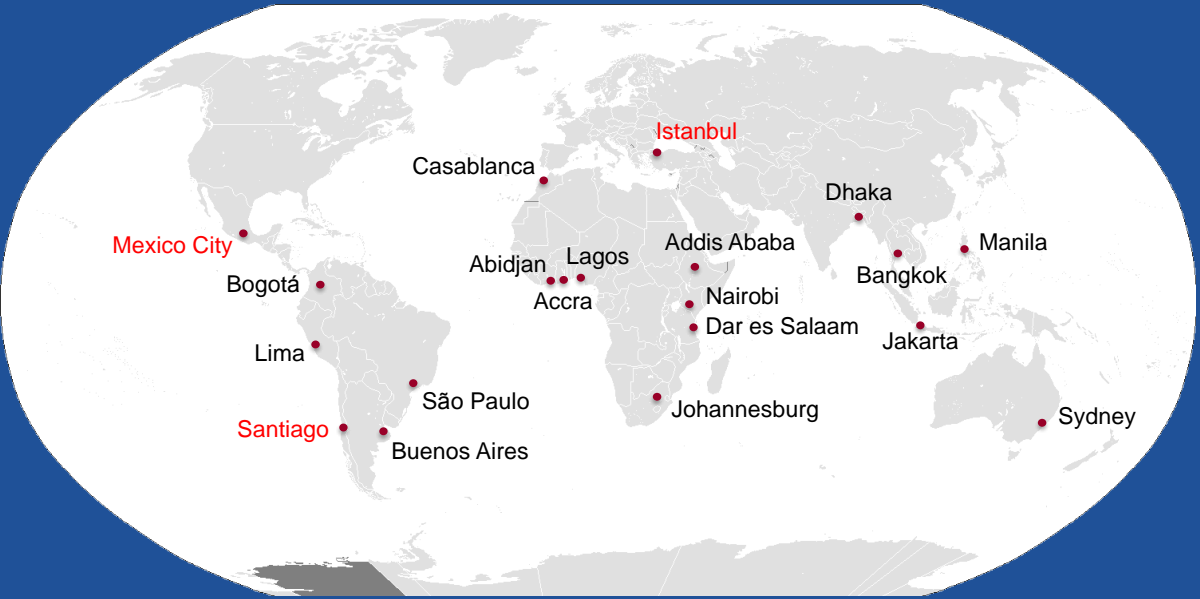 Istanbul
Casablanca
Dhaka
Mexico City
Addis Ababa
Manila
Abidjan
Lagos
Bangkok
Bogotá
Accra
Nairobi
Dar es Salaam
Jakarta
Lima
São Paulo
Johannesburg
Sydney
Santiago
Buenos Aires